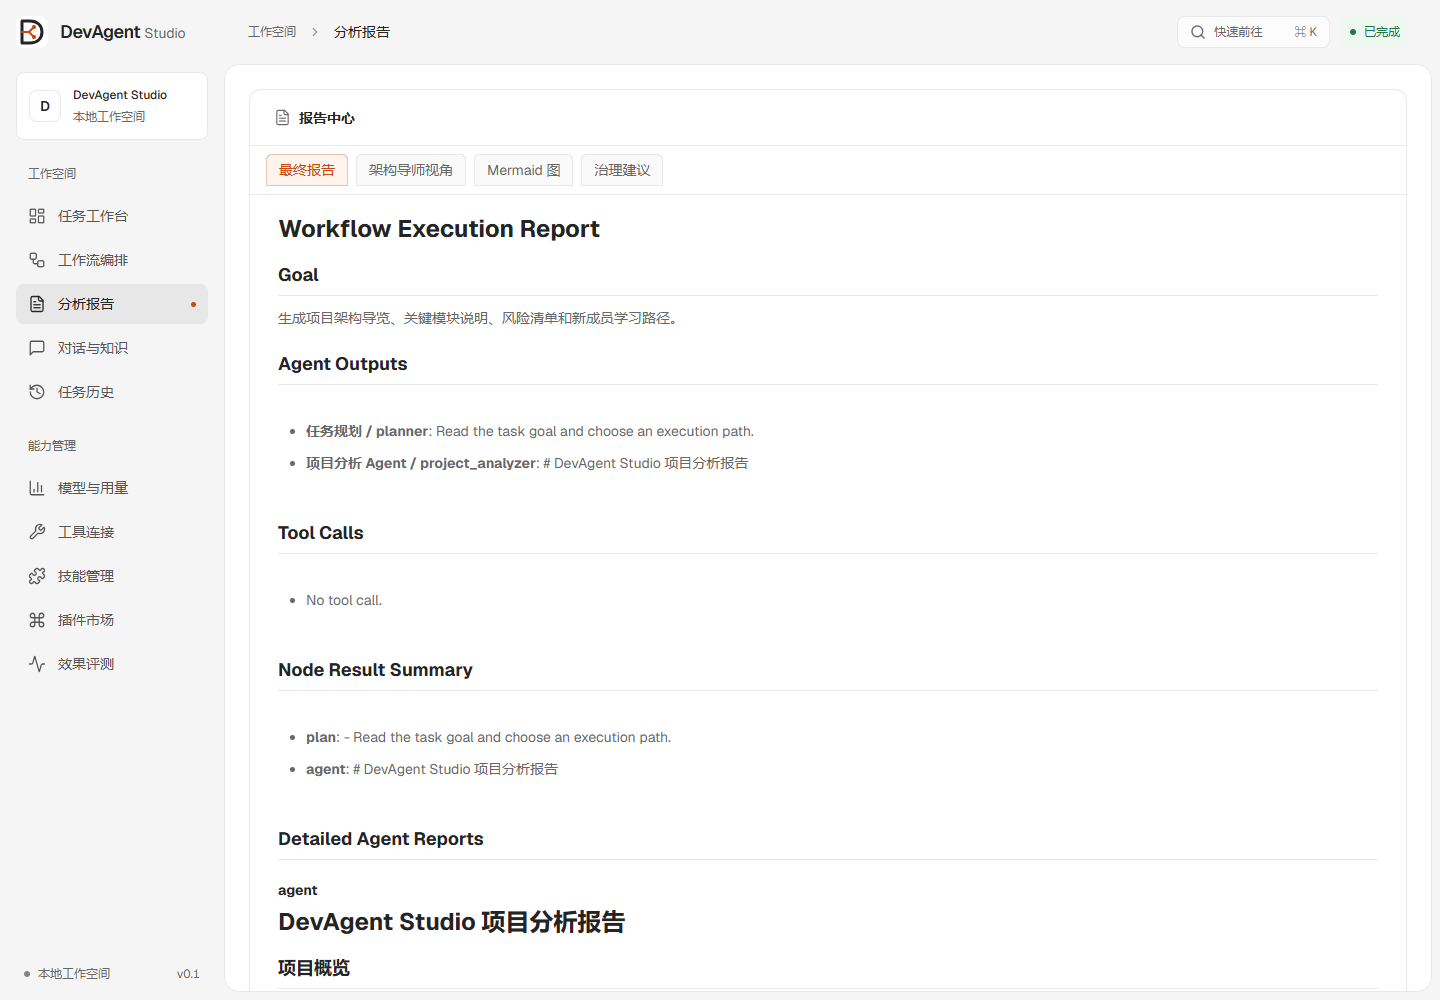 DevAgent Studio
工作空间 > 分析报告
快速前往 ⌘ K
已完成
D
DevAgent Studio
本地工作空间
工作空间
任务工作台
工作流编排
分析报告
对话与知识
任务历史
能力管理
模型与用量
工具连接
技能管理
插件市场
效果评测
本地工作空间 v0.1
报告中心
最终报告 架构导师视角 Mermaid 图 治理建议
Workflow Execution Report
Goal
生成项目架构导览、关键模块说明、风险清单和新成员学习路径。
Agent Outputs
• 任务规划 / planner: Read the task goal and choose an execution path.
• 项目分析 Agent / project_analyzer: # DevAgent Studio 项目分析报告
Tool Calls
• No tool call.
Node Result Summary
• plan: - Read the task goal and choose an execution path.
• agent: # DevAgent Studio 项目分析报告
Detailed Agent Reports
agent
DevAgent Studio 项目分析报告
项目概览